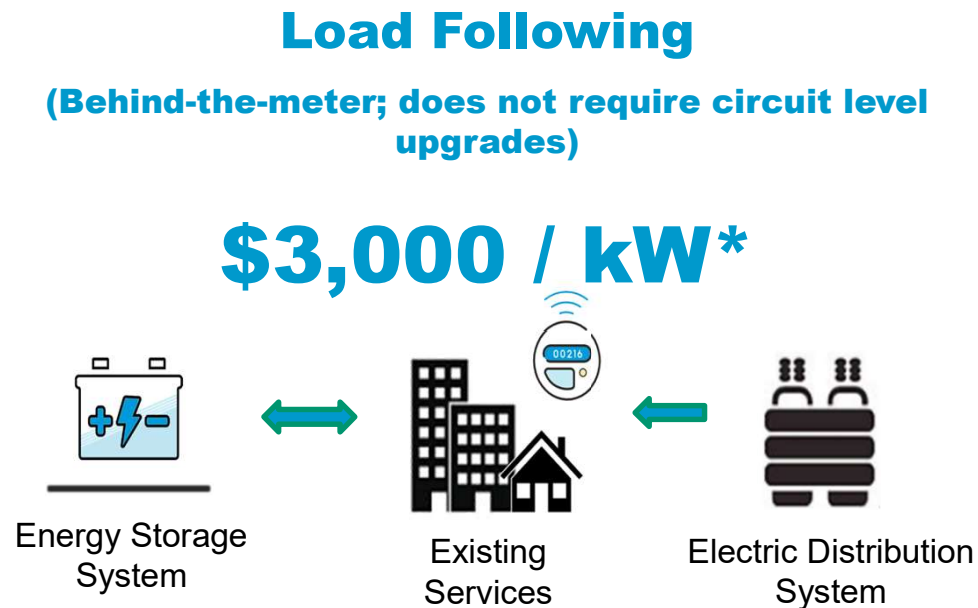 Load Following
(Behind-the-meter; does not require circuit level
upgrades)
$3,000 / kW*
00216
Energy Storage
System
Existing
Services
Electric Distribution
System